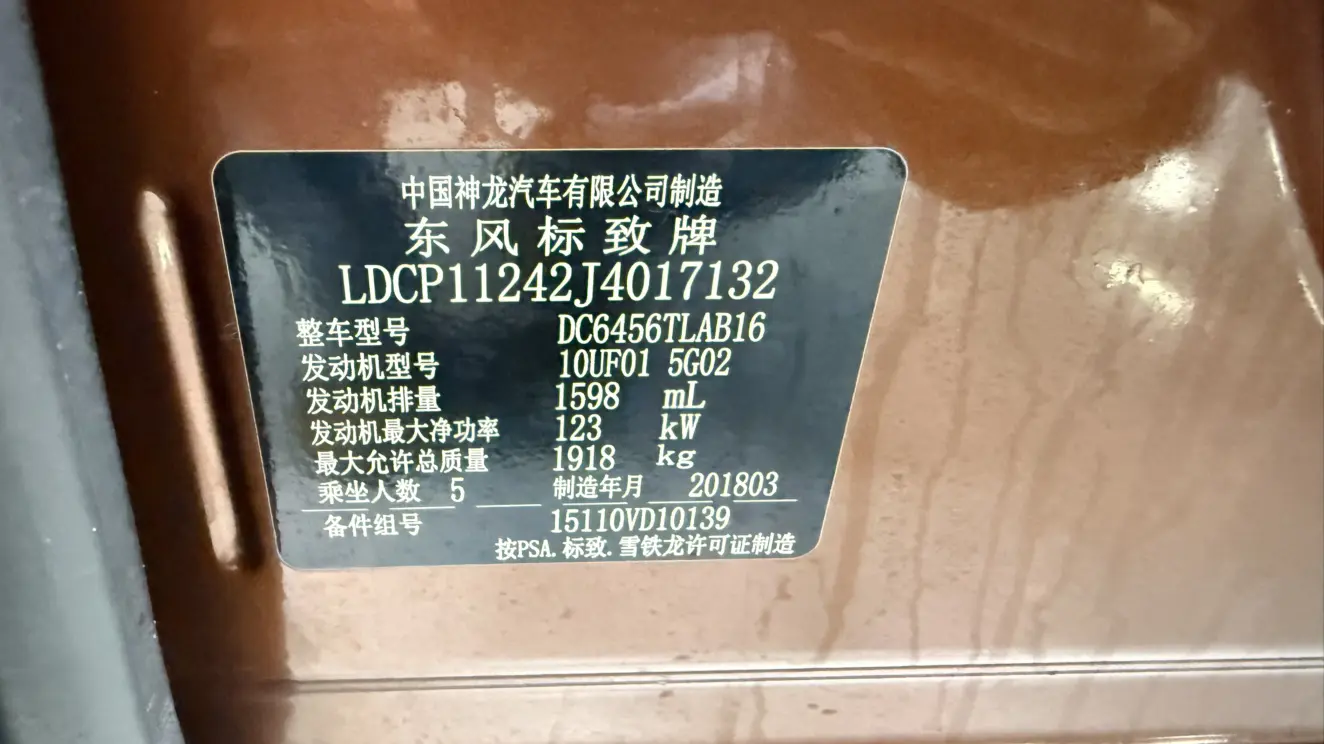 中国神龙汽车有限公司制造
东风标致牌
LDCP11242J4017132
整车型号 DC6456TLAB16
发动机型号 10UF01 5G02
发动机排量 1598 mL
发动机最大净功率 123 kW
最大允许总质量 1918 kg
乘坐人数 5 制造年月 201803
备件组号 15110VD10139
按PSA.标致.雪铁龙许可证制造